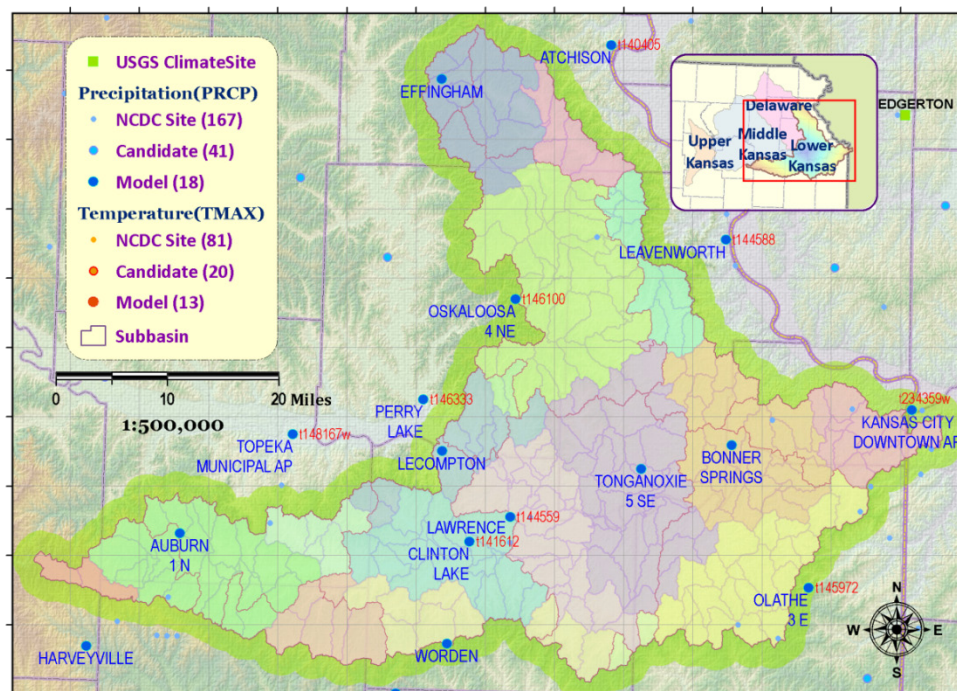 USGS ClimateSite
Precipitation(PRCP)
NCDC Site (167)
Candidate (41)
Model (18)
Temperature(TMAX)
NCDC Site (81)
Candidate (20)
Model (13)
Subbasin
0 10 20 Miles
1:500,000
ATCHISON
t140405
EFFINGHAM
Delaware
Upper
Kansas
Middle
Kansas
Lower
Kansas
EDGERTON
LEAVENWORTH
t144588
t146100
OSKALOOSA
4 NE
t146333
PERRY
LAKE
t148167w
TOPEKA
MUNICIPAL AP
LECOMPTON
t234359w
KANSAS CITY
DOWNTOWN AP
BONNER
SPRINGS
TONGANOXIE
5 SE
t144559
LAWRENCE
t141612
CLINTON
LAKE
AUBURN
1 N
t145972
OLATHE
3 E
HARVEYVILLE
WORDEN
N
W E
S